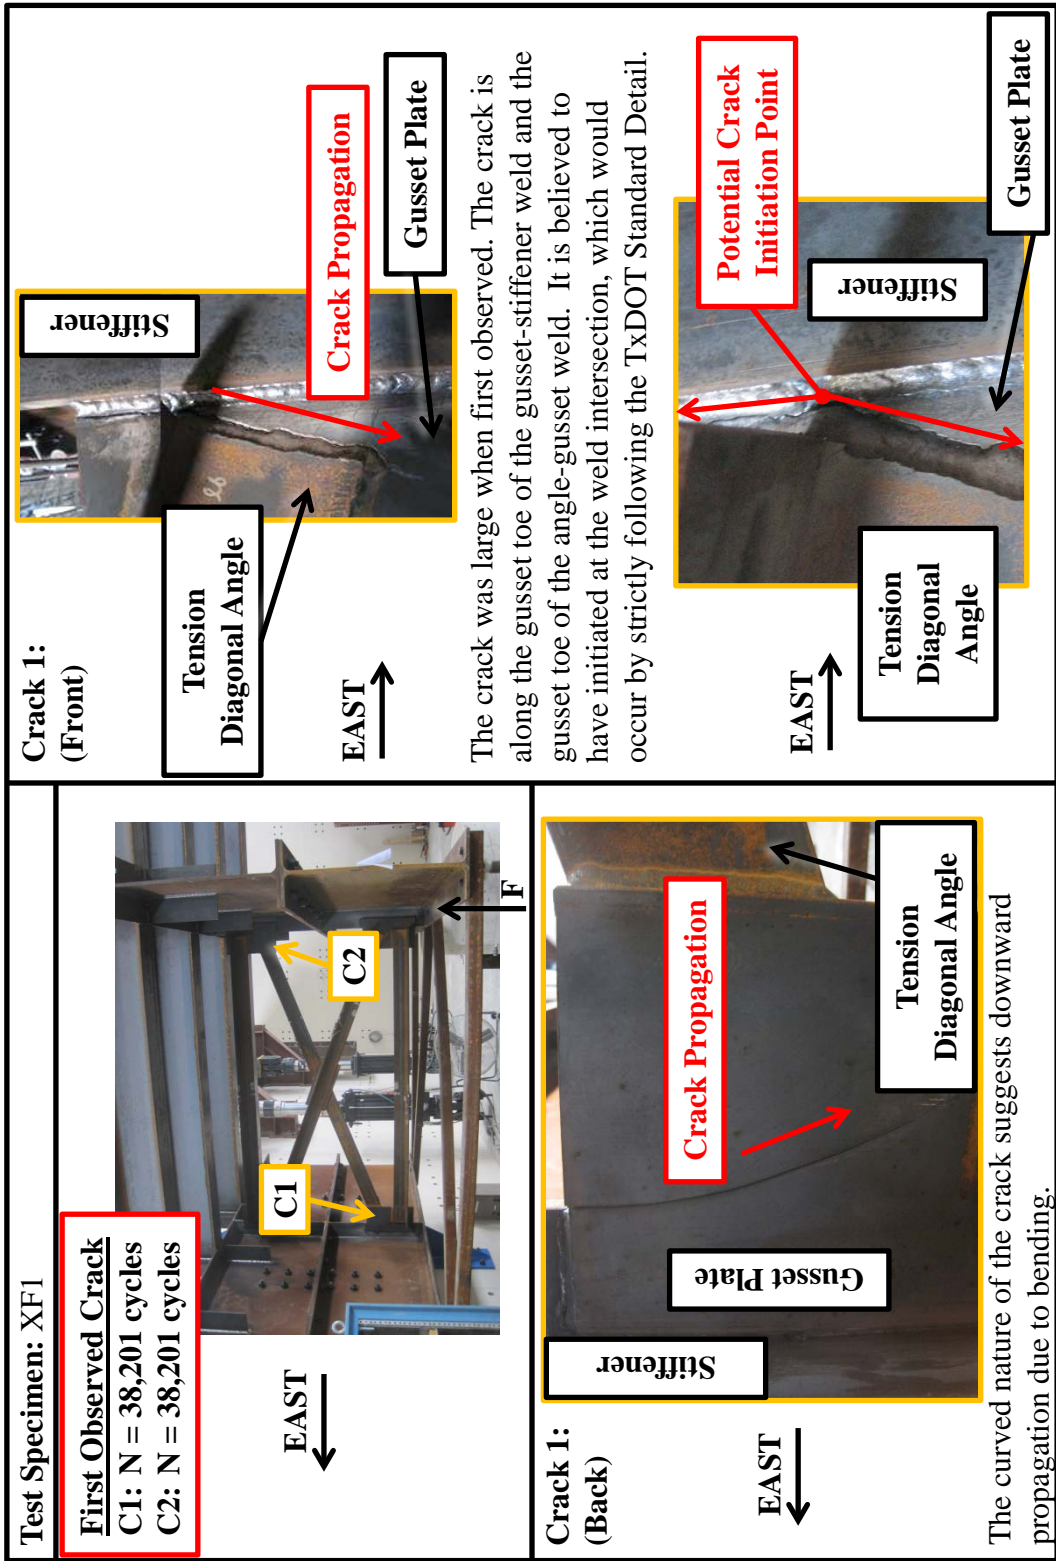 Test Specimen: XF1
First Observed Crack
C1: N = 38,201 cycles
C2: N = 38,201 cycles
EAST
C1
C2
F
Crack 1:
(Back)
EAST
Stiffener
Gusset Plate
Crack Propagation
Tension
Diagonal Angle
The curved nature of the crack suggests downward
propagation due to bending.
Crack 1:
(Front)
Tension
Diagonal Angle
EAST
Stiffener
Crack Propagation
Gusset Plate
The crack was large when first observed. The crack is
along the gusset toe of the gusset-stiffener weld and the
gusset toe of the angle-gusset weld. It is believed to
have initiated at the weld intersection, which would
occur by strictly following the TxDOT Standard Detail.
EAST
Tension
Diagonal
Angle
Potential Crack
Initiation Point
Stiffener
Gusset Plate